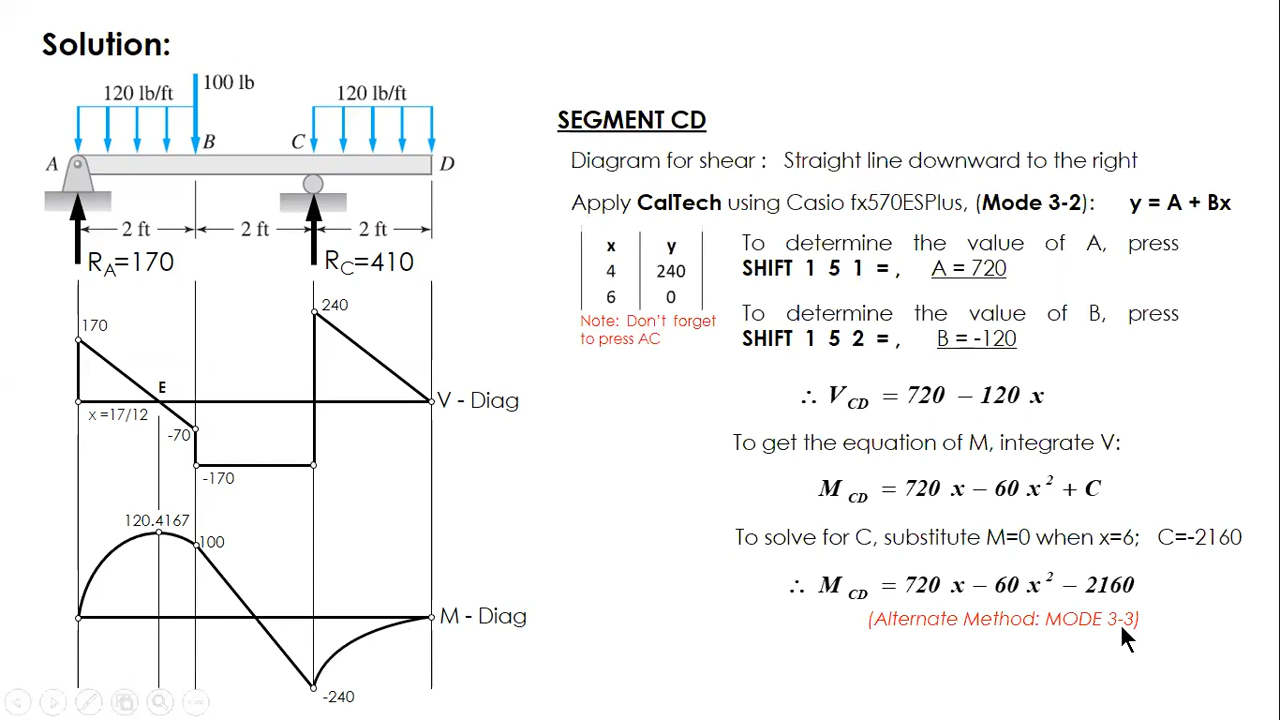 Solution:
120 lb/ft
100 lb
120 lb/ft
A
B
C
D
2 ft
2 ft
2 ft
R_A=170
R_C=410
170
240
E
x =17/12
-70
-170
V - Diag
120.4167
100
-240
M - Diag
SEGMENT CD
Diagram for shear : Straight line downward to the right
Apply CalTech using Casio fx570ESPlus, (Mode 3-2): y = A + Bx
x y
4 240
6 0
Note: Don't forget
to press AC
To determine the value of A, press
SHIFT 1 5 1 = , A = 720
To determine the value of B, press
SHIFT 1 5 2 = , B = -120
∴ V_CD = 720 – 120 x
To get the equation of M, integrate V:
M_CD = 720 x – 60 x² + C
To solve for C, substitute M=0 when x=6; C=-2160
∴ M_CD = 720 x – 60 x² – 2160
(Alternate Method: MODE 3-3)